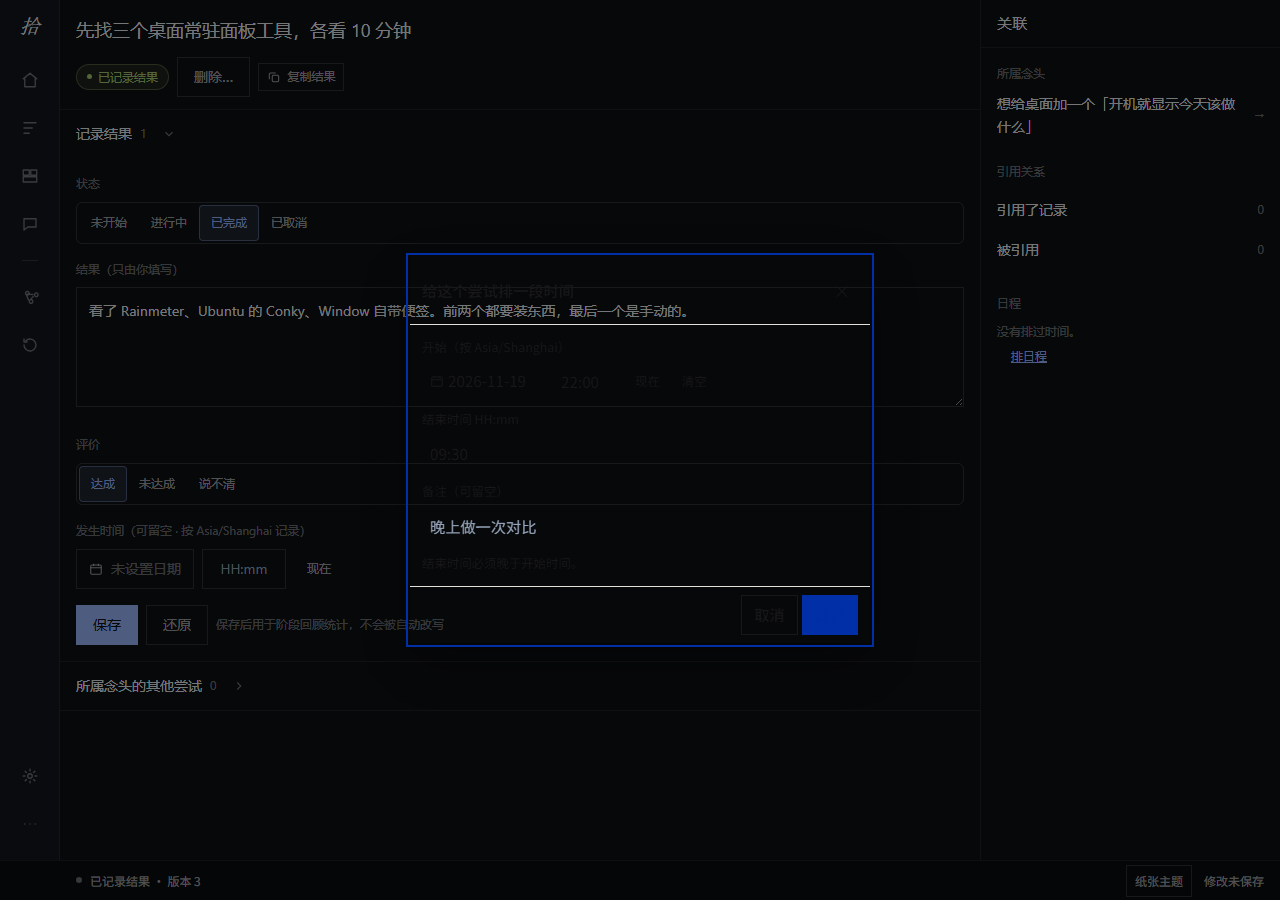 拾
先找三个桌面常驻面板工具，各看 10 分钟
已记录结果
删除...
复制结果
记录结果 1
状态
未开始
进行中
已完成
已取消
结果（只由你填写）
看了 Rainmeter、Ubuntu 的 Conky、Window 自带便签。前两个都要装东西，最后一个是手动的。
评价
达成
未达成
说不清
发生时间（可留空 · 按 Asia/Shanghai 记录）
未设置日期
HH:mm
现在
保存
还原
保存后用于阶段回顾统计，不会被自动改写
所属念头的其他尝试 0
给这个尝试排一段时间
开始（按 Asia/Shanghai）
2026-11-19
22:00
现在
清空
结束时间 HH:mm
09:30
备注（可留空）
晚上做一次对比
结束时间必须晚于开始时间。
取消
关联
所属念头
想给桌面加一个「开机就显示今天该做
什么」
→
引用关系
引用了记录 0
被引用 0
日程
没有排过时间。
排日程
已记录结果 · 版本 3
纸张主题
修改未保存